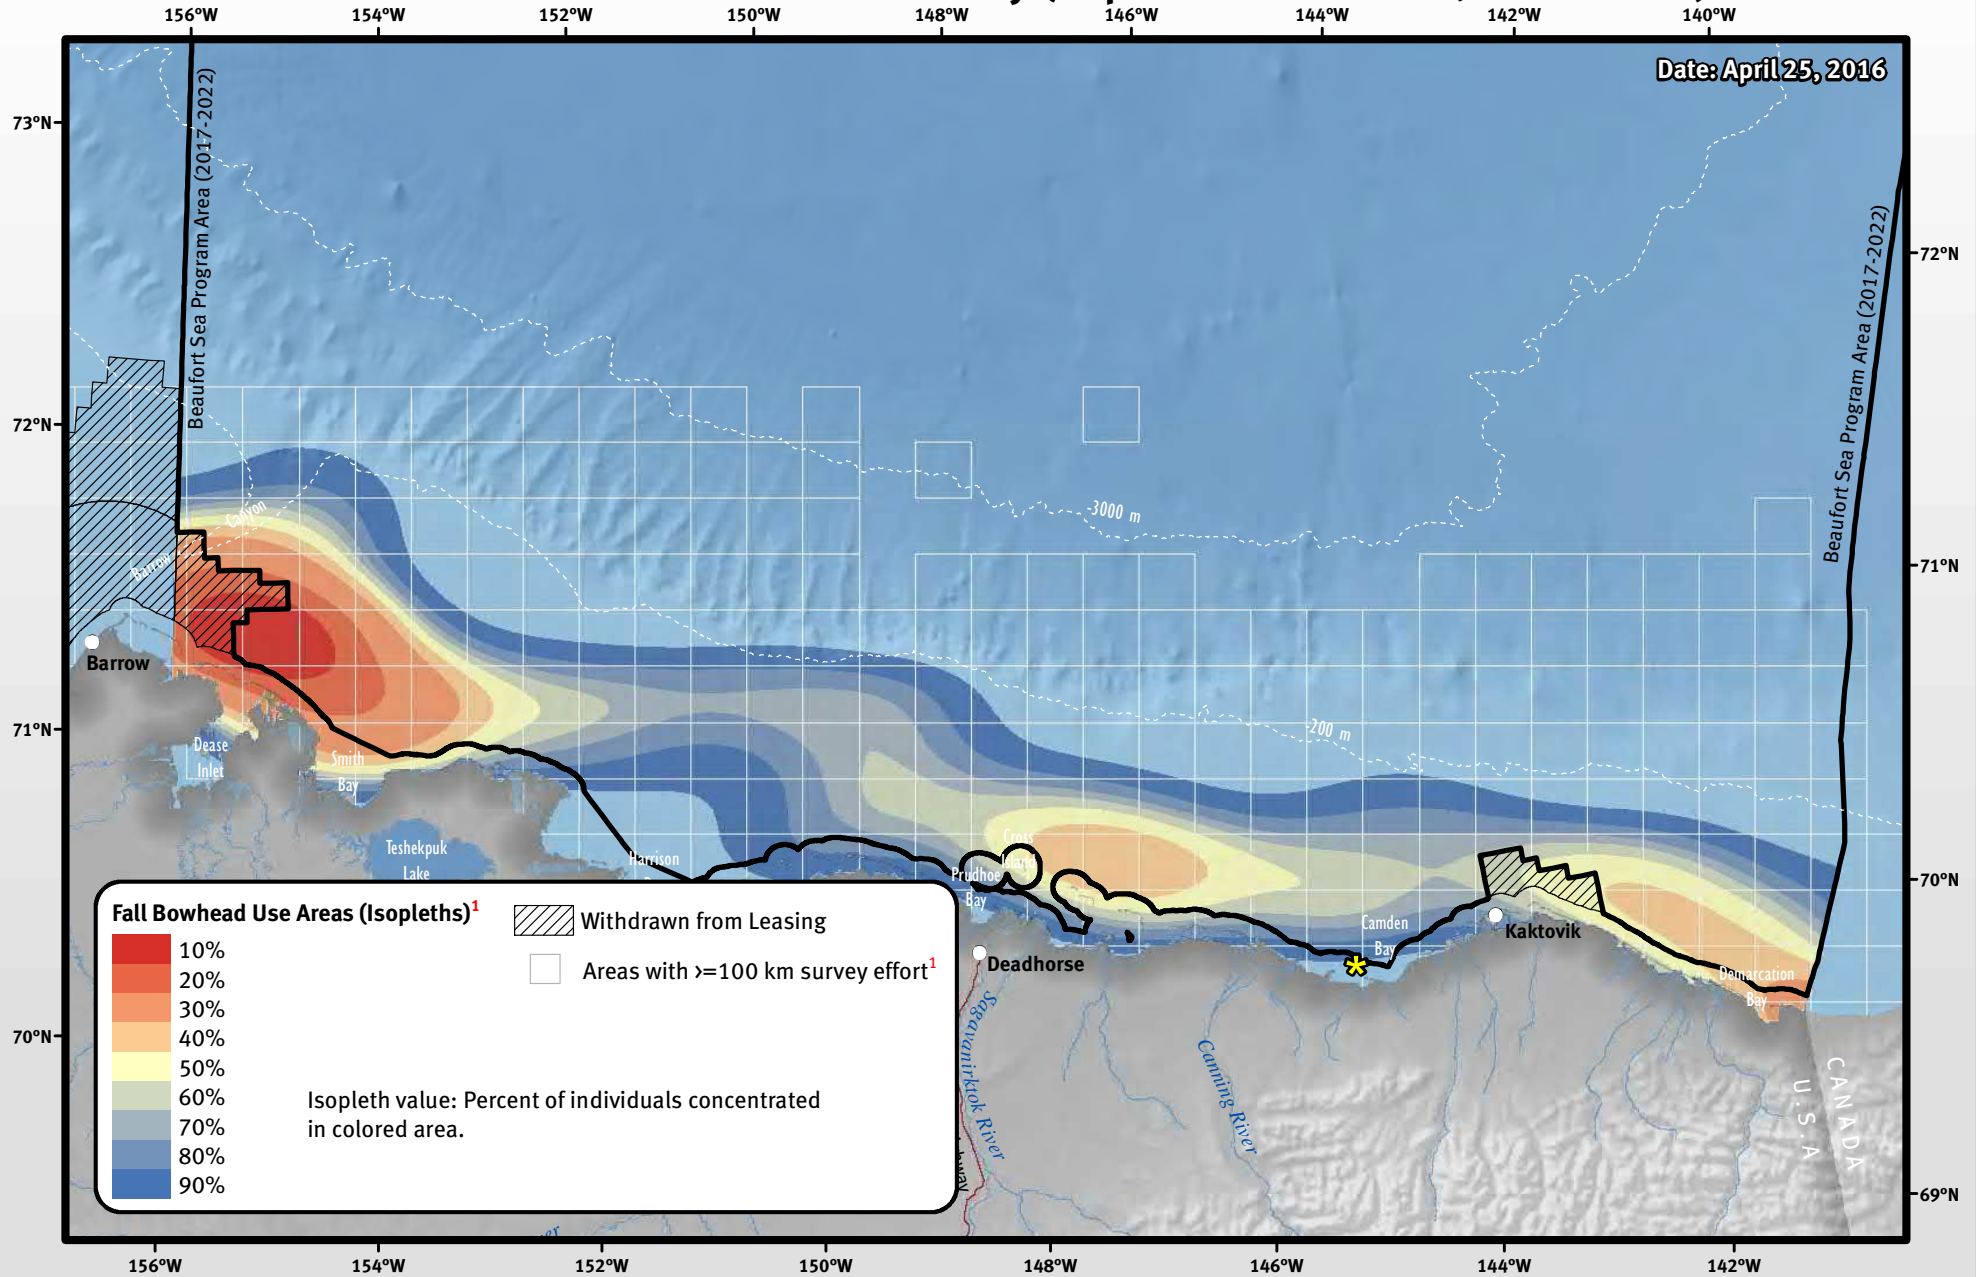 156°W 154°W 152°W 150°W 148°W 146°W 144°W 142°W 140°W
Date: April 25, 2016
73°N
72°N
71°N
70°N
72°N
71°N
70°N
69°N
Beaufort Sea Program Area (2017-2022)
Beaufort Sea Program Area (2017-2022)
-3000 m
-200 m
Canyon
Barrow
Barrow
Dease
Inlet
Smith
Bay
Teshekpuk
Lake
Harrison
Cross
Island
Prudhoe
Bay
Deadhorse
Camden
Bay
Kaktovik
Demarcation
Bay
Sagavanirktok River
Canning River
CANADA
U.S.A
Fall Bowhead Use Areas (Isopleths)1
10%
20%
30%
40%
50%
60%
70%
80%
90%
Withdrawn from Leasing
Areas with >=100 km survey effort1
Isopleth value: Percent of individuals concentrated
in colored area.
156°W 154°W 152°W 150°W 148°W 146°W 144°W 142°W